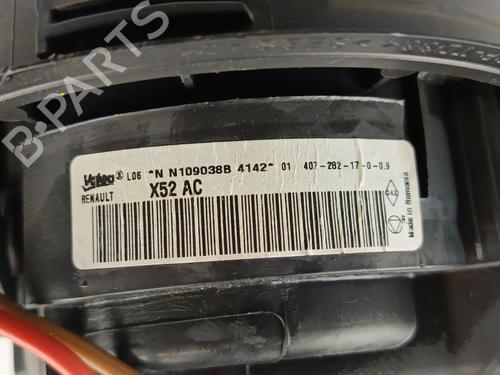 B-PARTS
Valeo ® L06 *N N109038B 4142* 01 407-282-17-0-0.9
RENAULT X52 AC
Made in Romania